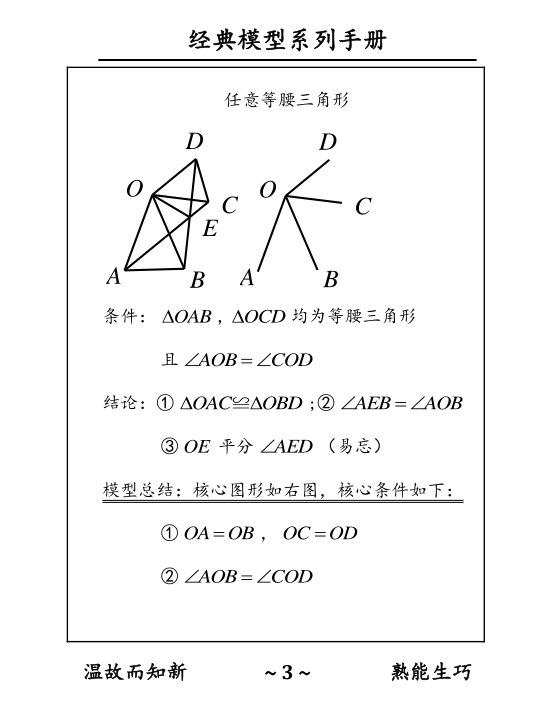 经典模型系列手册
任意等腰三角形
D D
O C E O C
A B A B
条件： ΔOAB ，ΔOCD 均为等腰三角形
且 ∠AOB = ∠COD
结论：① ΔOAC≌ΔOBD ；② ∠AEB = ∠AOB
③ OE 平分 ∠AED （易忘）
模型总结：核心图形如右图，核心条件如下：
① OA = OB ， OC = OD
② ∠AOB = ∠COD
温故而知新 ~ 3 ~ 熟能生巧